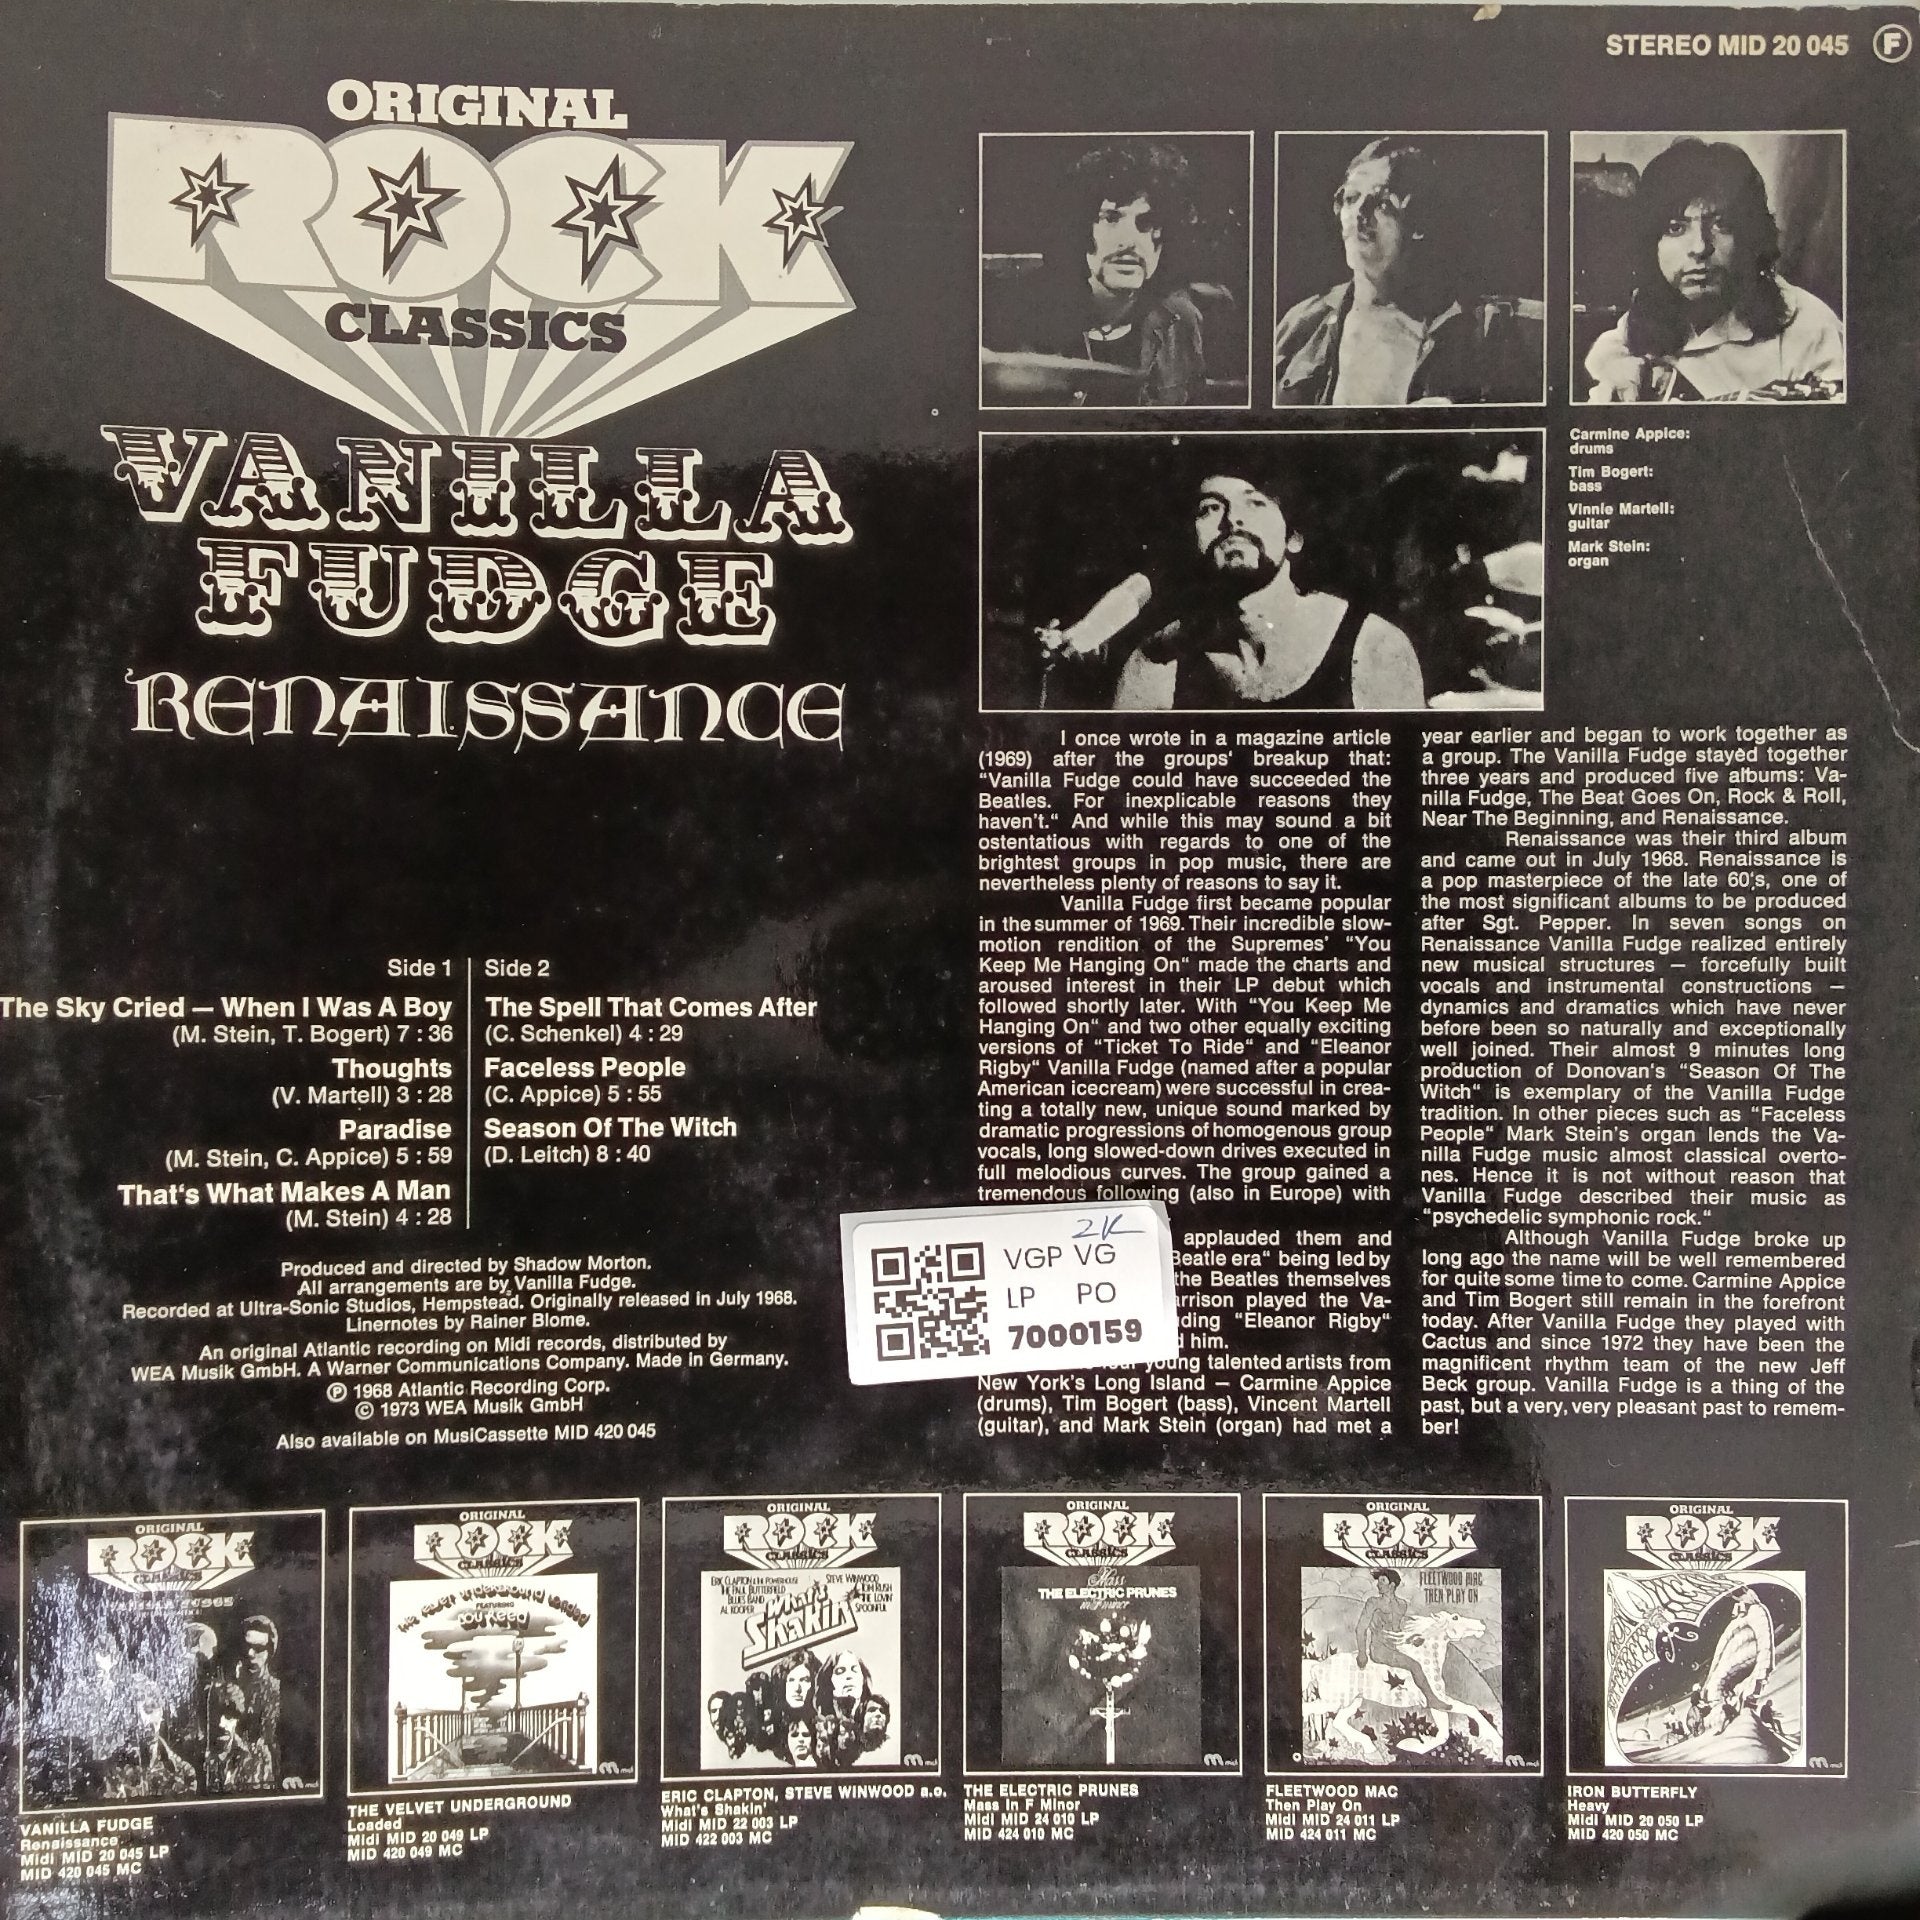 STEREO MID 20 045 F
ORIGINAL
ROCK
CLASSICS
VANILLA
FUDGE
RENAISSANCE
Carmine Appice:
drums
Tim Bogert:
bass
Vinnie Martell:
guitar
Mark Stein:
organ
Side 1
The Sky Cried — When I Was A Boy
(M. Stein, T. Bogert) 7 : 36
Thoughts
(V. Martell) 3 : 28
Paradise
(M. Stein, C. Appice) 5 : 59
That's What Makes A Man
(M. Stein) 4 : 28
Side 2
The Spell That Comes After
(C. Schenkel) 4 : 29
Faceless People
(C. Appice) 5 : 55
Season Of The Witch
(D. Leitch) 8 : 40
Produced and directed by Shadow Morton.
All arrangements are by Vanilla Fudge.
Recorded at Ultra-Sonic Studios, Hempstead. Originally released in July 1968.
Linernotes by Rainer Blome.
An original Atlantic recording on Midi records, distributed by
WEA Musik GmbH. A Warner Communications Company. Made in Germany.
℗ 1968 Atlantic Recording Corp.
© 1973 WEA Musik GmbH
Also available on MusiCassette MID 420 045
I once wrote in a magazine article
(1969) after the groups' breakup that:
"Vanilla Fudge could have succeeded the
Beatles. For inexplicable reasons they
haven't.“ And while this may sound a bit
ostentatious with regards to one of the
brightest groups in pop music, there are
nevertheless plenty of reasons to say it.
Vanilla Fudge first became popular
in the summer of 1969. Their incredible slow-
motion rendition of the Supremes' "You
Keep Me Hanging On“ made the charts and
aroused interest in their LP debut which
followed shortly later. With "You Keep Me
Hanging On“ and two other equally exciting
versions of "Ticket To Ride“ and "Eleanor
Rigby“ Vanilla Fudge (named after a popular
American icecream) were successful in crea-
ting a totally new, unique sound marked by
dramatic progressions of homogenous group
vocals, long slowed-down drives executed in
full melodious curves. The group gained a
tremendous following (also in Europe) with
applauded them and
Beatle era“ being led by
the Beatles themselves
played the Va-
"Eleanor Rigby“
him.
young talented artists from
New York's Long Island — Carmine Appice
(drums), Tim Bogert (bass), Vincent Martell
(guitar), and Mark Stein (organ) had met a
year earlier and began to work together as
a group. The Vanilla Fudge stayed together
three years and produced five albums: Va-
nilla Fudge, The Beat Goes On, Rock & Roll,
Near The Beginning, and Renaissance.
Renaissance was their third album
and came out in July 1968. Renaissance is
a pop masterpiece of the late 60's, one of
the most significant albums to be produced
after Sgt. Pepper. In seven songs on
Renaissance Vanilla Fudge realized entirely
new musical structures — forcefully built
vocals and instrumental constructions —
dynamics and dramatics which have never
before been so naturally and exceptionally
well joined. Their almost 9 minutes long
production of Donovan's "Season Of The
Witch“ is exemplary of the Vanilla Fudge
tradition. In other pieces such as "Faceless
People“ Mark Stein's organ lends the Va-
nilla Fudge music almost classical overto-
nes. Hence it is not without reason that
Vanilla Fudge described their music as
"psychedelic symphonic rock.“
Although Vanilla Fudge broke up
long ago the name will be well remembered
for quite some time to come. Carmine Appice
and Tim Bogert still remain in the forefront
today. After Vanilla Fudge they played with
Cactus and since 1972 they have been the
magnificent rhythm team of the new Jeff
Beck group. Vanilla Fudge is a thing of the
past, but a very, very pleasant past to remem-
ber!
2K
VGP VG
LP PO
7000159
ORIGINAL
ROCK
CLASSICS
VANILLA FUDGE
midi
VANILLA FUDGE
Renaissance
Midi MID 20 045 LP
MID 420 045 MC
ORIGINAL
ROCK
CLASSICS
FEATURING
Lou Reed
midi
THE VELVET UNDERGROUND
Loaded
Midi MID 20 049 LP
MID 420 049 MC
ORIGINAL
ROCK
CLASSICS
ERIC CLAPTON & THE POWERHOUSE
THE PAUL BUTTERFIELD
BLUES BAND
AL KOOPER
STEVE WINWOOD
TOM RUSH
THE LOVIN'
SPOONFUL
What's
Shakin'
midi
ERIC CLAPTON, STEVE WINWOOD a.o.
What's Shakin'
Midi MID 22 003 LP
MID 422 003 MC
ORIGINAL
ROCK
CLASSICS
Mass
THE ELECTRIC PRUNES
in f minor
midi
THE ELECTRIC PRUNES
Mass In F Minor
Midi MID 24 010 LP
MID 424 010 MC
ORIGINAL
ROCK
CLASSICS
FLEETWOOD MAC
THEN PLAY ON
midi
FLEETWOOD MAC
Then Play On
Midi MID 24 011 LP
MID 424 011 MC
ORIGINAL
ROCK
CLASSICS
midi
IRON BUTTERFLY
Heavy
Midi MID 20 050 LP
MID 420 050 MC